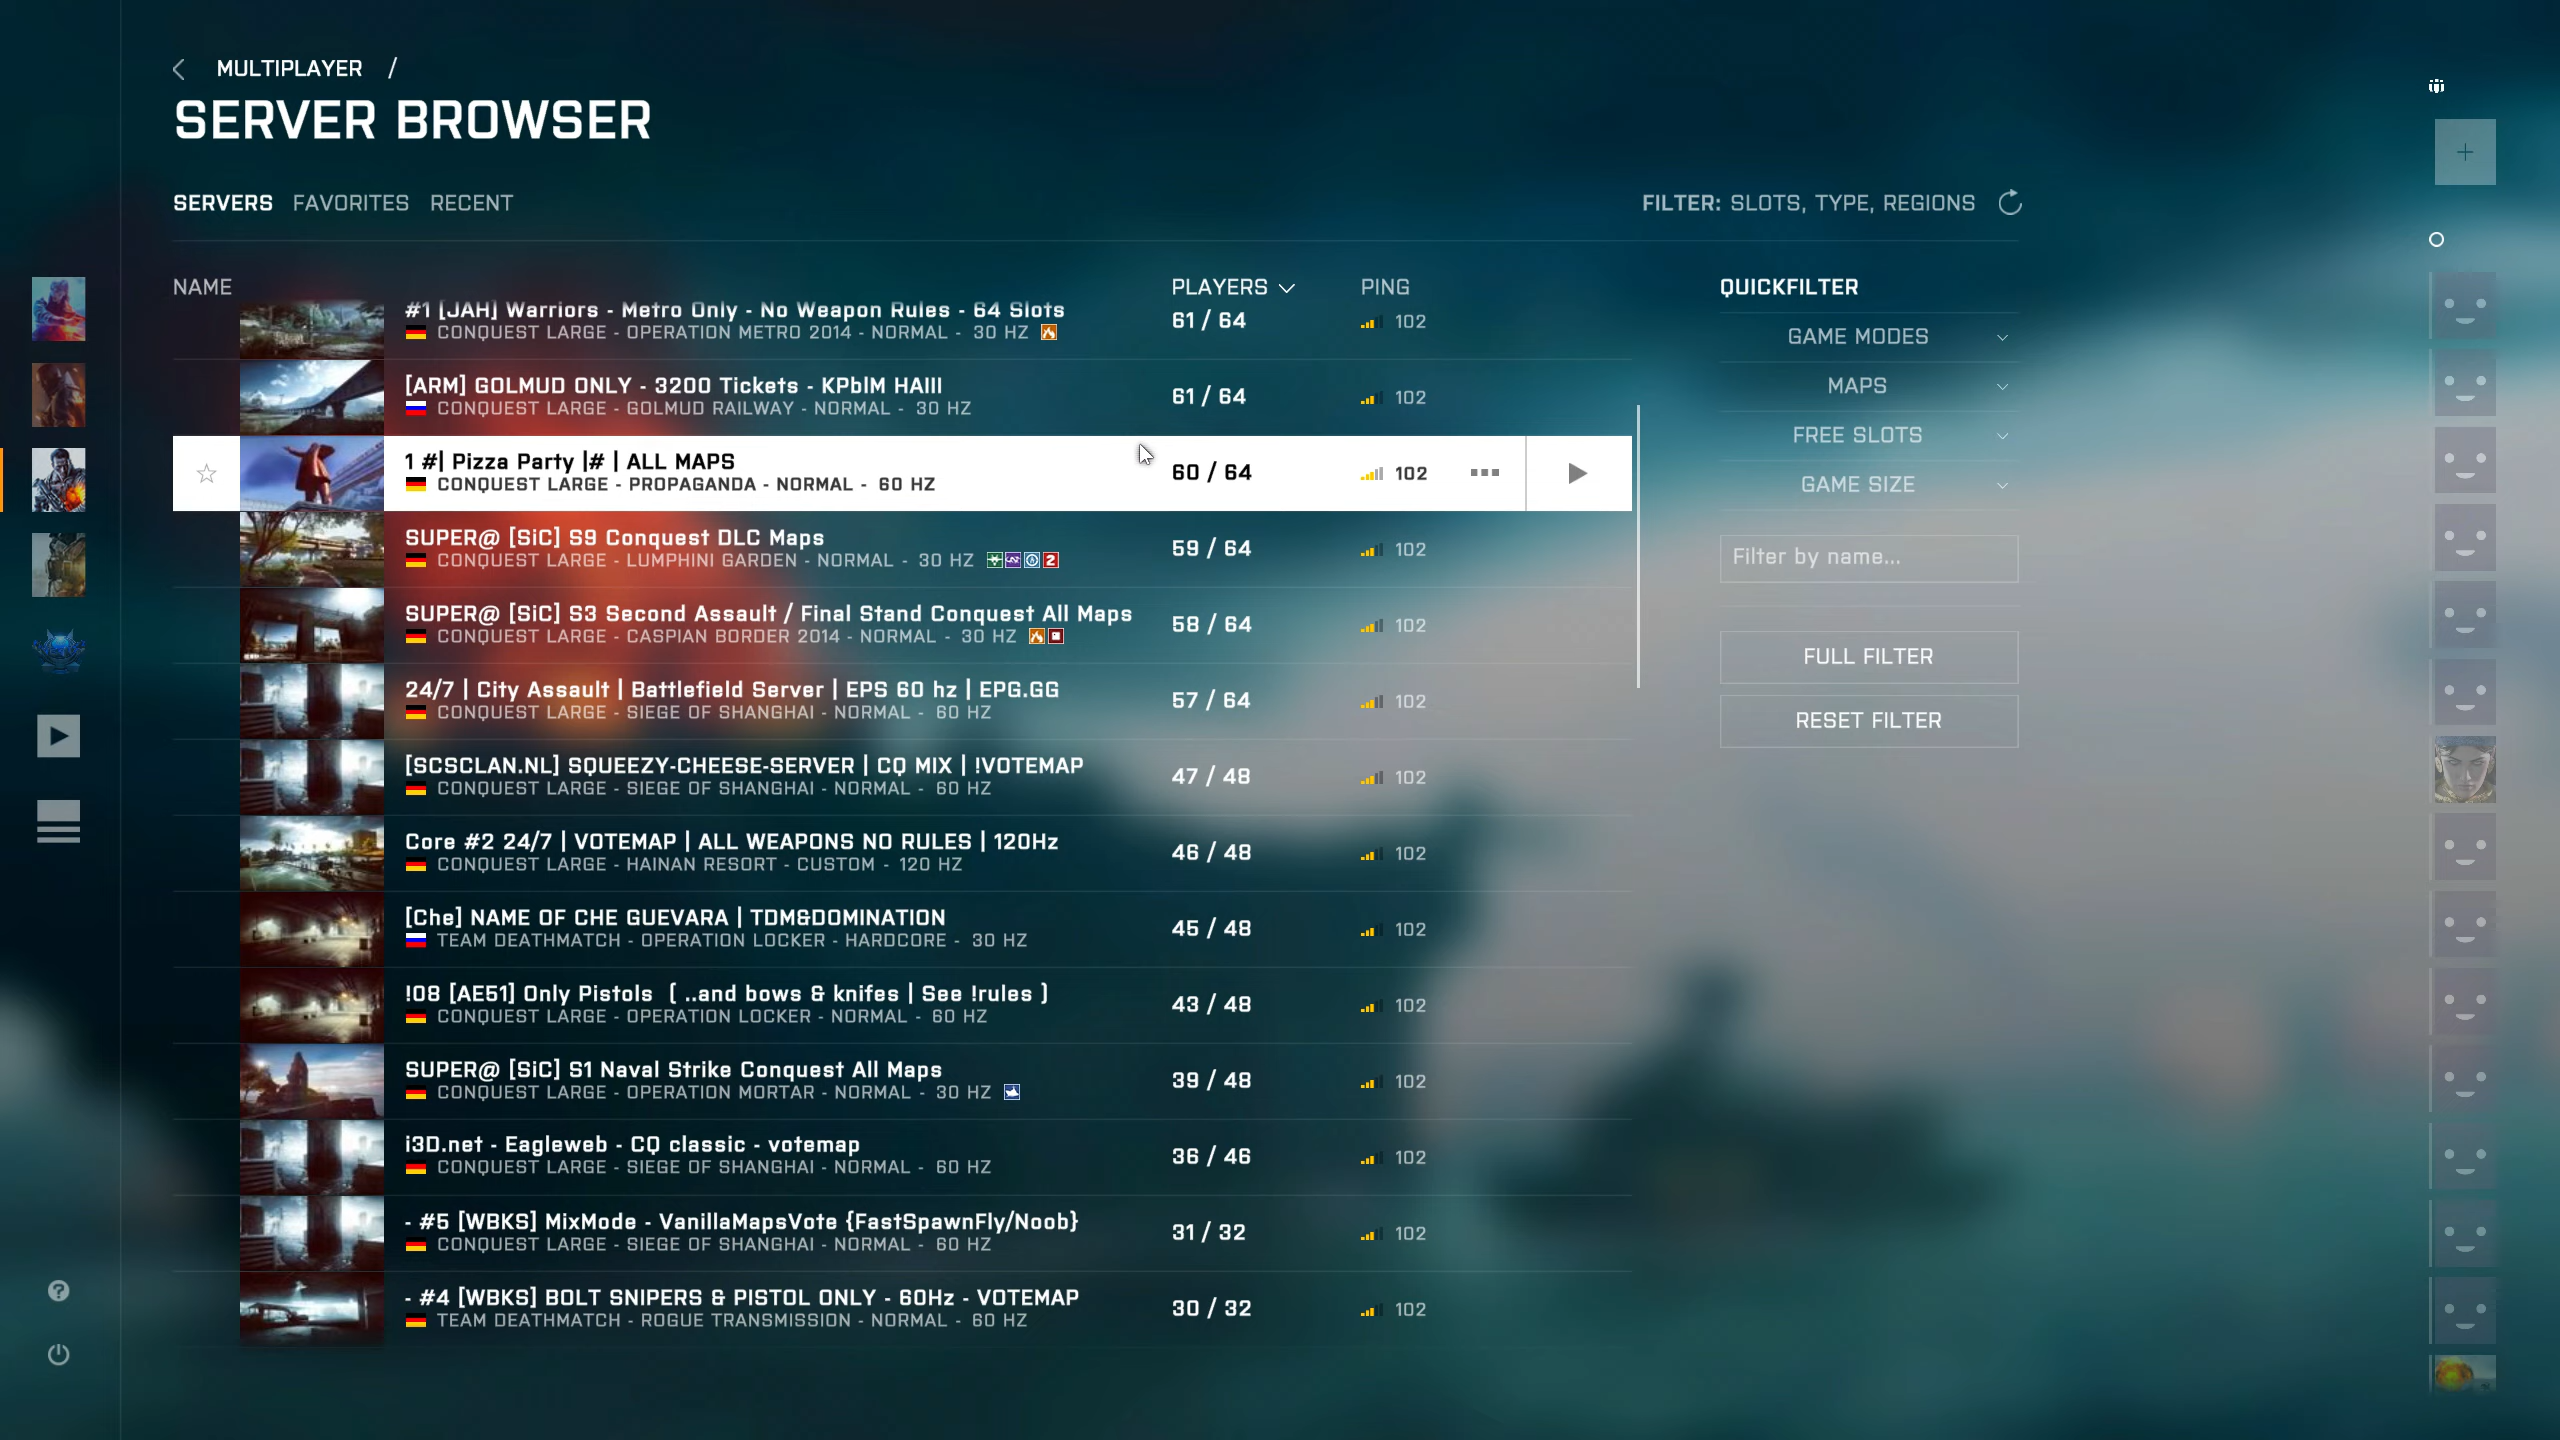 MULTIPLAYER /
SERVER BROWSER
SERVERS FAVORITES RECENT
FILTER: SLOTS, TYPE, REGIONS
NAME PLAYERS PING
#1 [JAH] Warriors - Metro Only - No Weapon Rules - 64 Slots
CONQUEST LARGE - OPERATION METRO 2014 - NORMAL - 30 HZ
61 / 64 102
[ARM] GOLMUD ONLY - 3200 Tickets - KPblM HAIII
CONQUEST LARGE - GOLMUD RAILWAY - NORMAL - 30 HZ
61 / 64 102
1 #| Pizza Party |# | ALL MAPS
CONQUEST LARGE - PROPAGANDA - NORMAL - 60 HZ
60 / 64 102
SUPER@ [SiC] S9 Conquest DLC Maps
CONQUEST LARGE - LUMPHINI GARDEN - NORMAL - 30 HZ 2
59 / 64 102
SUPER@ [SiC] S3 Second Assault / Final Stand Conquest All Maps
CONQUEST LARGE - CASPIAN BORDER 2014 - NORMAL - 30 HZ
58 / 64 102
24/7 | City Assault | Battlefield Server | EPS 60 hz | EPG.GG
CONQUEST LARGE - SIEGE OF SHANGHAI - NORMAL - 60 HZ
57 / 64 102
[SCSCLAN.NL] SQUEEZY-CHEESE-SERVER | CQ MIX | !VOTEMAP
CONQUEST LARGE - SIEGE OF SHANGHAI - NORMAL - 60 HZ
47 / 48 102
Core #2 24/7 | VOTEMAP | ALL WEAPONS NO RULES | 120Hz
CONQUEST LARGE - HAINAN RESORT - CUSTOM - 120 HZ
46 / 48 102
[Che] NAME OF CHE GUEVARA | TDM&DOMINATION
TEAM DEATHMATCH - OPERATION LOCKER - HARDCORE - 30 HZ
45 / 48 102
!08 [AE51] Only Pistols ( ..and bows & knifes | See !rules )
CONQUEST LARGE - OPERATION LOCKER - NORMAL - 60 HZ
43 / 48 102
SUPER@ [SiC] S1 Naval Strike Conquest All Maps
CONQUEST LARGE - OPERATION MORTAR - NORMAL - 30 HZ
39 / 48 102
i3D.net - Eagleweb - CQ classic - votemap
CONQUEST LARGE - SIEGE OF SHANGHAI - NORMAL - 60 HZ
36 / 46 102
- #5 [WBKS] MixMode - VanillaMapsVote {FastSpawnFly/Noob}
CONQUEST LARGE - SIEGE OF SHANGHAI - NORMAL - 60 HZ
31 / 32 102
- #4 [WBKS] BOLT SNIPERS & PISTOL ONLY - 60Hz - VOTEMAP
TEAM DEATHMATCH - ROGUE TRANSMISSION - NORMAL - 60 HZ
30 / 32 102
QUICKFILTER
GAME MODES
MAPS
FREE SLOTS
GAME SIZE
Filter by name...
FULL FILTER
RESET FILTER